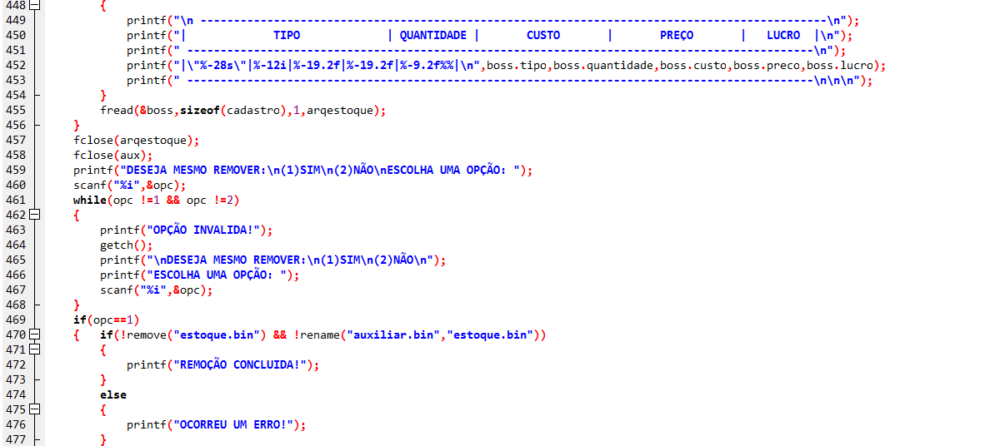 448 {
449 printf("\n ----------------------------------------------------------------------------------------------\n");
450 printf("|             TIPO             | QUANTIDADE |       CUSTO       |       PREÇO       |   LUCRO  |\n");
451 printf(" ----------------------------------------------------------------------------------------------\n");
452 printf("|\"%-28s\"|%-12i|%-19.2f|%-19.2f|%-9.2f%%|\n",boss.tipo,boss.quantidade,boss.custo,boss.preco,boss.lucro);
453 printf(" ----------------------------------------------------------------------------------------------\n\n\n");
454 }
455 fread(&boss,sizeof(cadastro),1,arqestoque);
456 }
457 fclose(arqestoque);
458 fclose(aux);
459 printf("DESEJA MESMO REMOVER:\n(1)SIM\n(2)NÃO\nESCOLHA UMA OPÇÃO: ");
460 scanf("%i",&opc);
461 while(opc !=1 && opc !=2)
462 {
463 printf("OPÇÃO INVALIDA!");
464 getch();
465 printf("\nDESEJA MESMO REMOVER:\n(1)SIM\n(2)NÃO\n");
466 printf("ESCOLHA UMA OPÇÃO: ");
467 scanf("%i",&opc);
468 }
469 if(opc==1)
470 {   if(!remove("estoque.bin") && !rename("auxiliar.bin","estoque.bin"))
471 {
472 printf("REMOÇÃO CONCLUIDA!");
473 }
474 else
475 {
476 printf("OCORREU UM ERRO!");
477 }